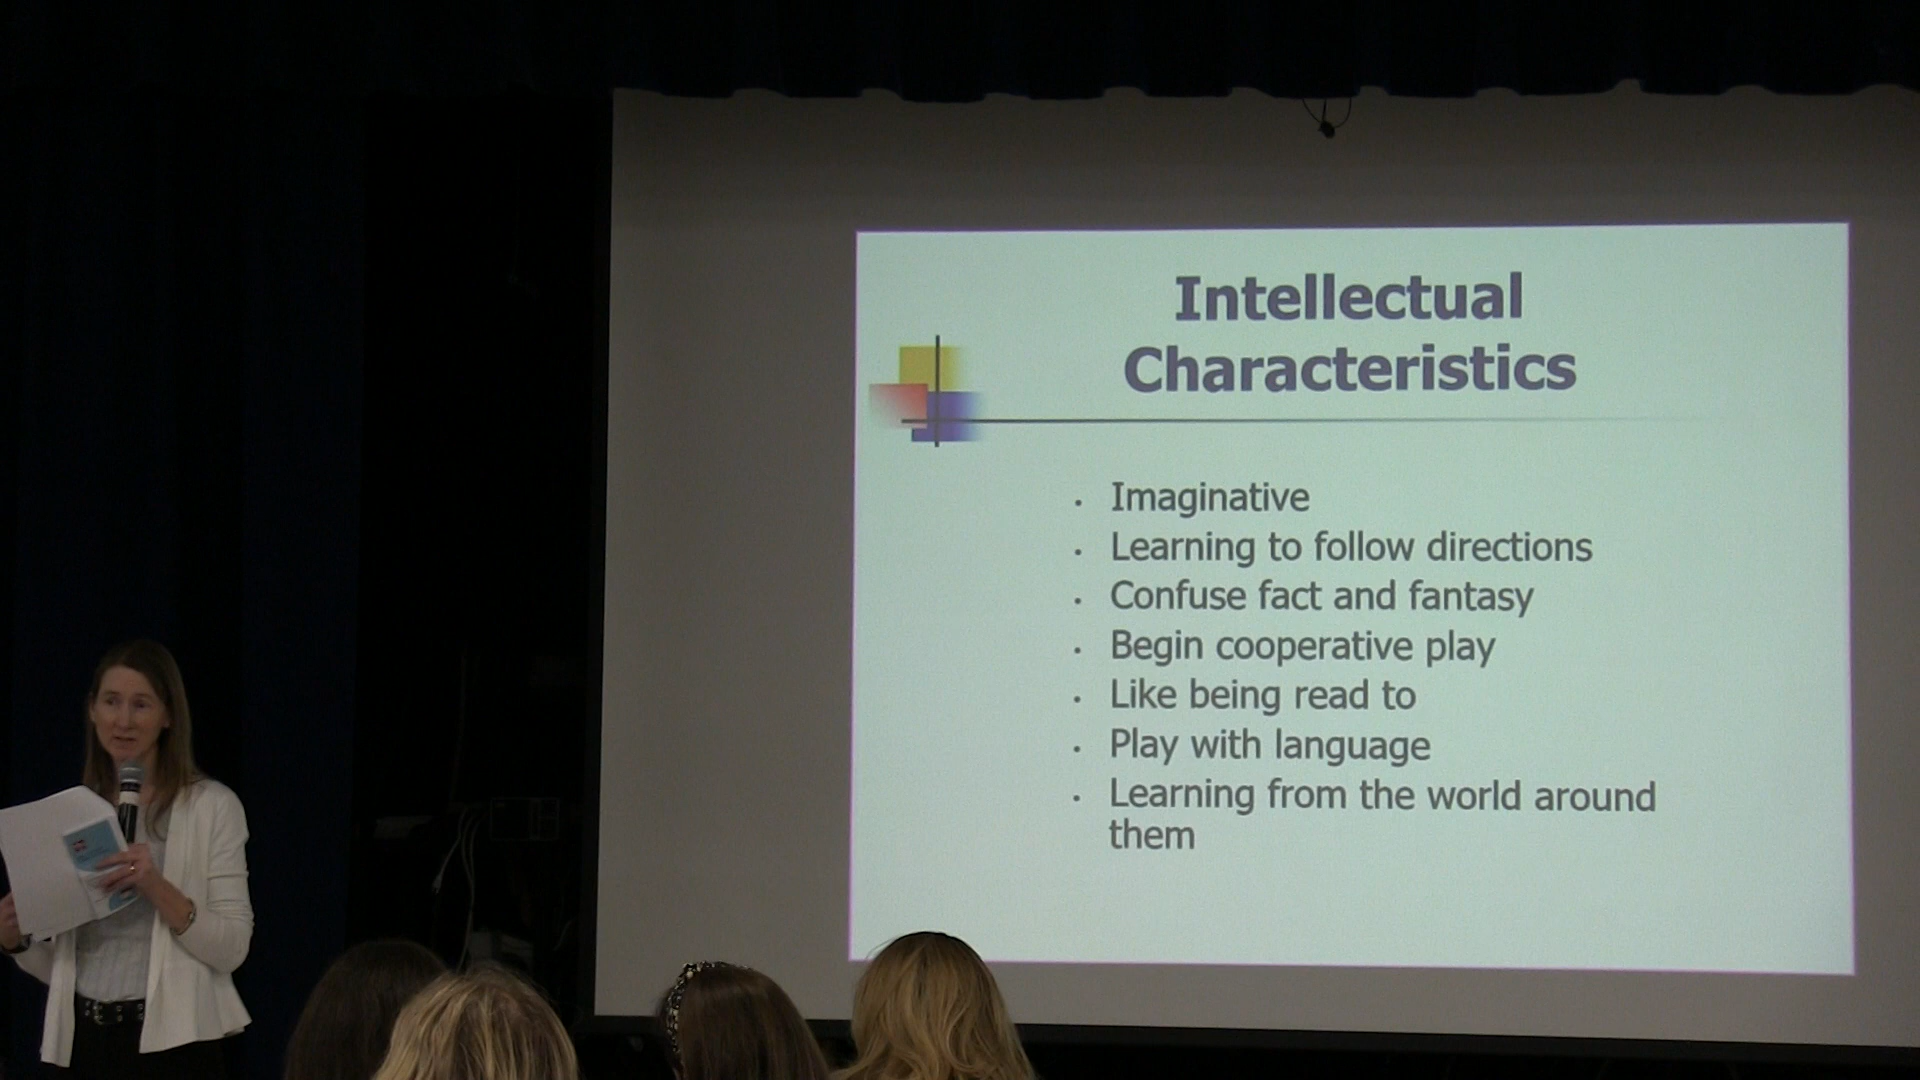 Intellectual
Characteristics
• Imaginative
• Learning to follow directions
• Confuse fact and fantasy
• Begin cooperative play
• Like being read to
• Play with language
• Learning from the world around
them